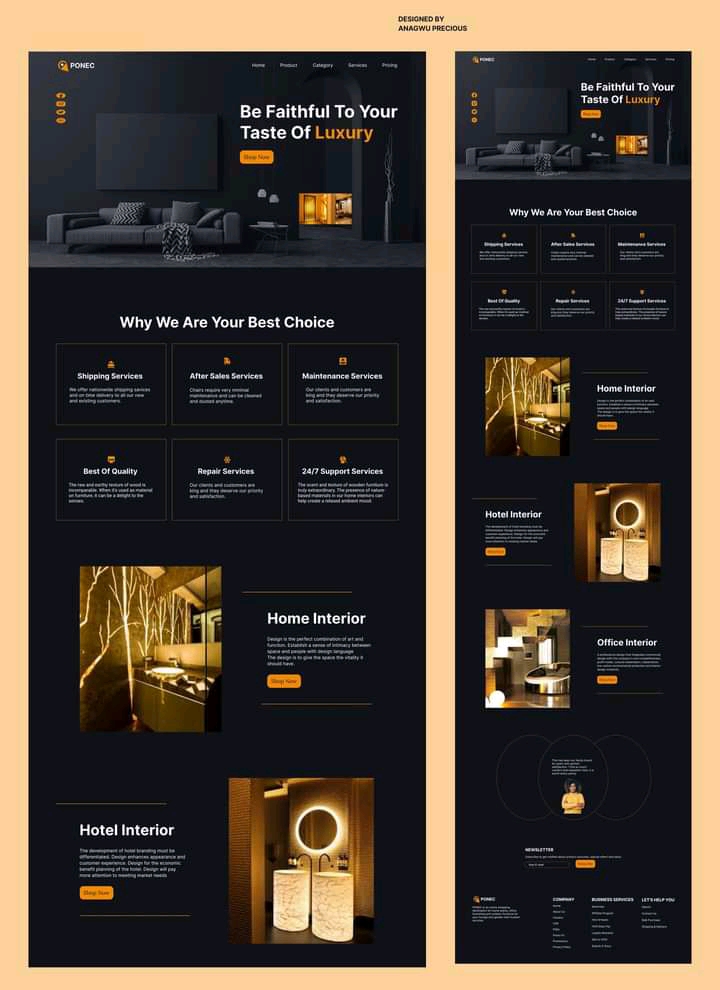 DESIGNED BY
ANAGWU PRECIOUS
PONEC
Home
Product
Category
Services
Pricing
Be Faithful To Your
Taste Of Luxury
Shop Now
Why We Are Your Best Choice
Shipping Services
We offer nationwide shipping services
and on time delivery to all our new
and existing customers.
After Sales Services
Chairs require very minimal
maintenance and can be cleaned
and dusted anytime.
Maintenance Services
Our clients and customers are
king and they deserve our priority
and satisfaction.
Best Of Quality
The raw and earthy texture of wood is
incomparable. When it's used as material
on furniture, it can be a delight to the
senses.
Repair Services
Our clients and customers are
king and they deserve our priority
and satisfaction.
24/7 Support Services
The scent and texture of wooden furniture is
truly extraordinary. The presence of nature-
based materials in our home interiors can
help create a relaxed ambient mood.
Home Interior
Design is the perfect combination of art and
function. Establish a sense of intimacy between
space and people with design language
The design is to give the space the vitality it
should have.
Shop Now
Hotel Interior
The development of hotel branding must be
differentiated. Design enhances appearance and
customer experience. Design for the economic
benefit planning of the hotel. Design will pay
more attention to meeting market needs
Shop Now
PONEC
Home
Product
Category
Services
Pricing
Be Faithful To Your
Taste Of Luxury
Shop Now
Why We Are Your Best Choice
Shipping Services
After Sales Services
Maintenance Services
Best Of Quality
Repair Services
24/7 Support Services
Home Interior
Shop Now
Hotel Interior
Shop Now
Office Interior
Shop Now
NEWSLETTER
PONEC
COMPANY
Home
About Us
BUSINESS SERVICES
LET'S HELP YOU
Contact Us